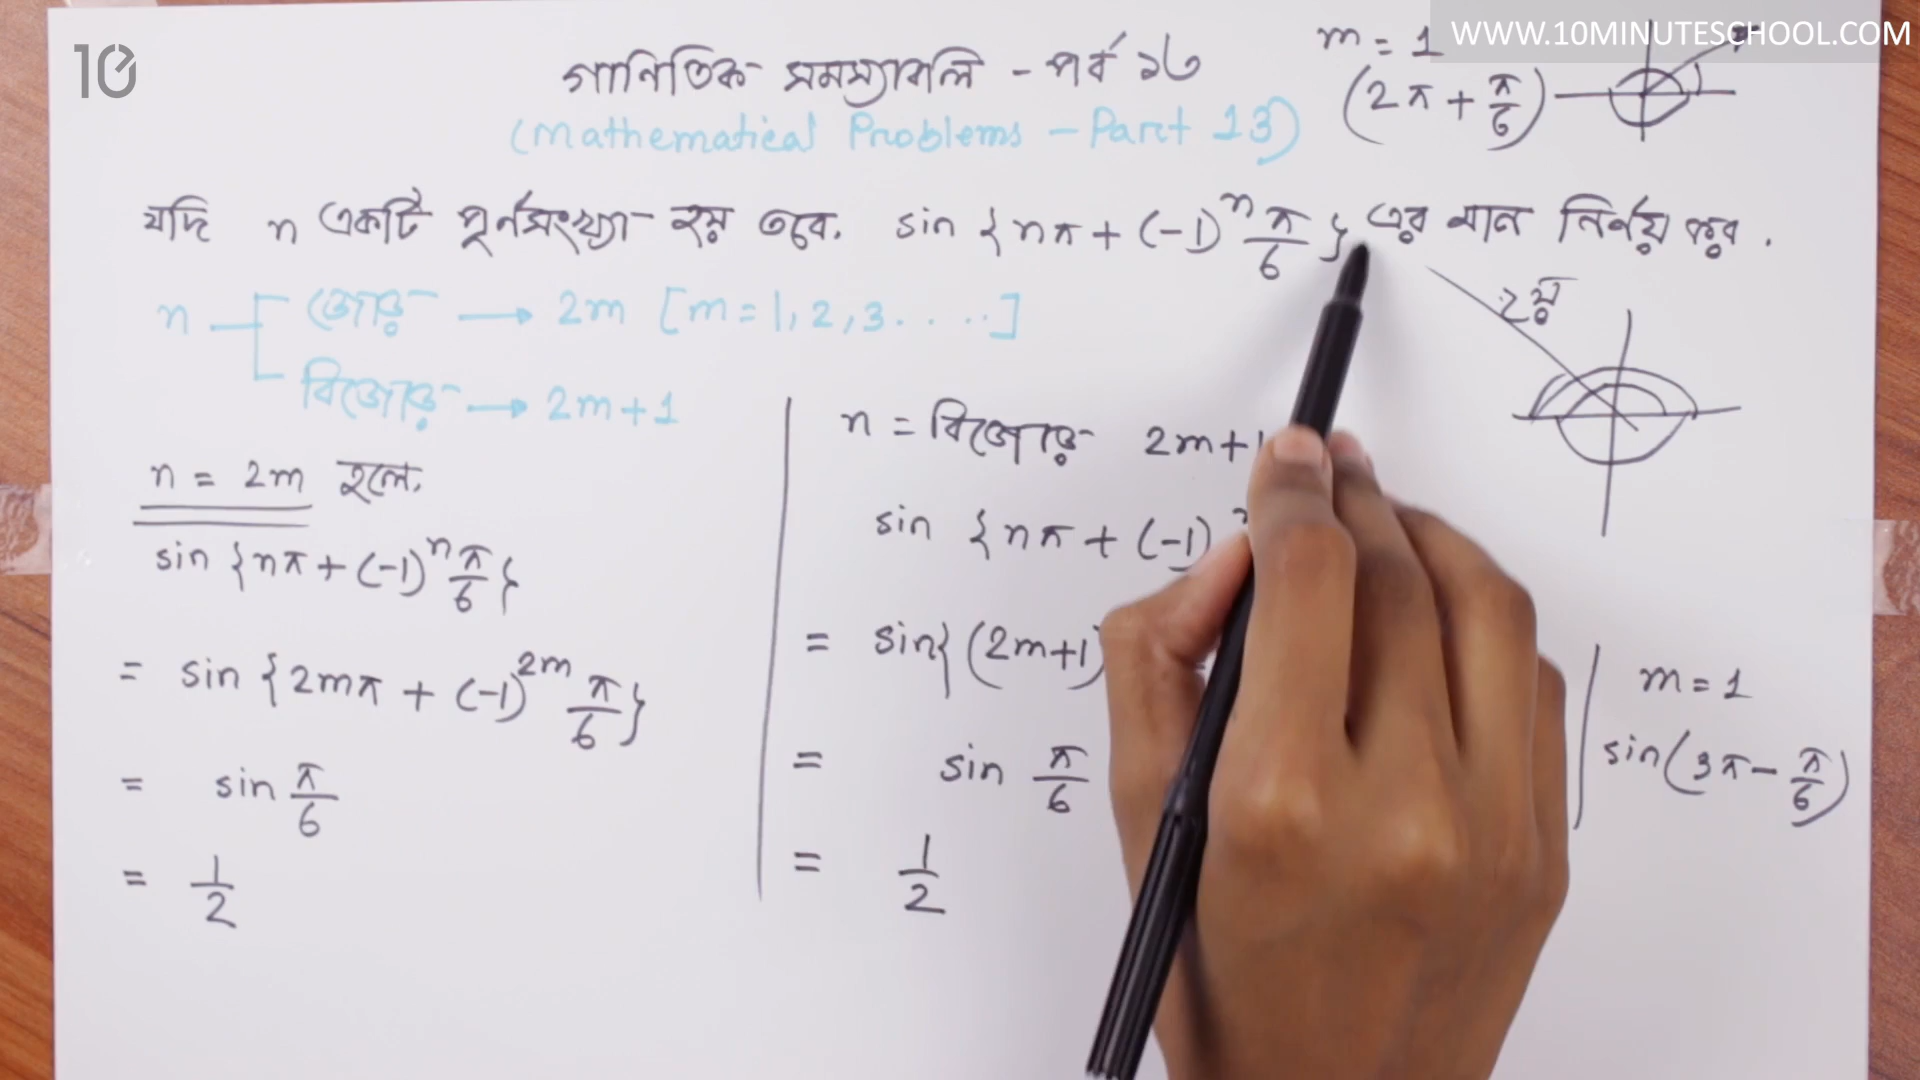 10
WWW.10MINUTESCHOOL.COM
গাণিতিক সমস্যাবলি - পর্ব ১৩
(Mathematical Problems - Part 13)
m = 1
(2π + π/6)
যদি n একটি পূর্নসংখ্যা হয় তবে, sin {nπ + (-1)^n π/6} এর মান নির্ণয় কর.
n জোড় → 2m [m = 1, 2, 3.....]
বিজোড় → 2m+1
২য়
n = 2m হলে,
sin {nπ + (-1)^n π/6}
= sin {2mπ + (-1)^2m π/6}
= sin π/6
= 1/2
n = বিজোড় 2m+1
sin {nπ + (-1)
= sin{(2m+1)
= sin π/6
= 1/2
m = 1
sin(3π - π/6)